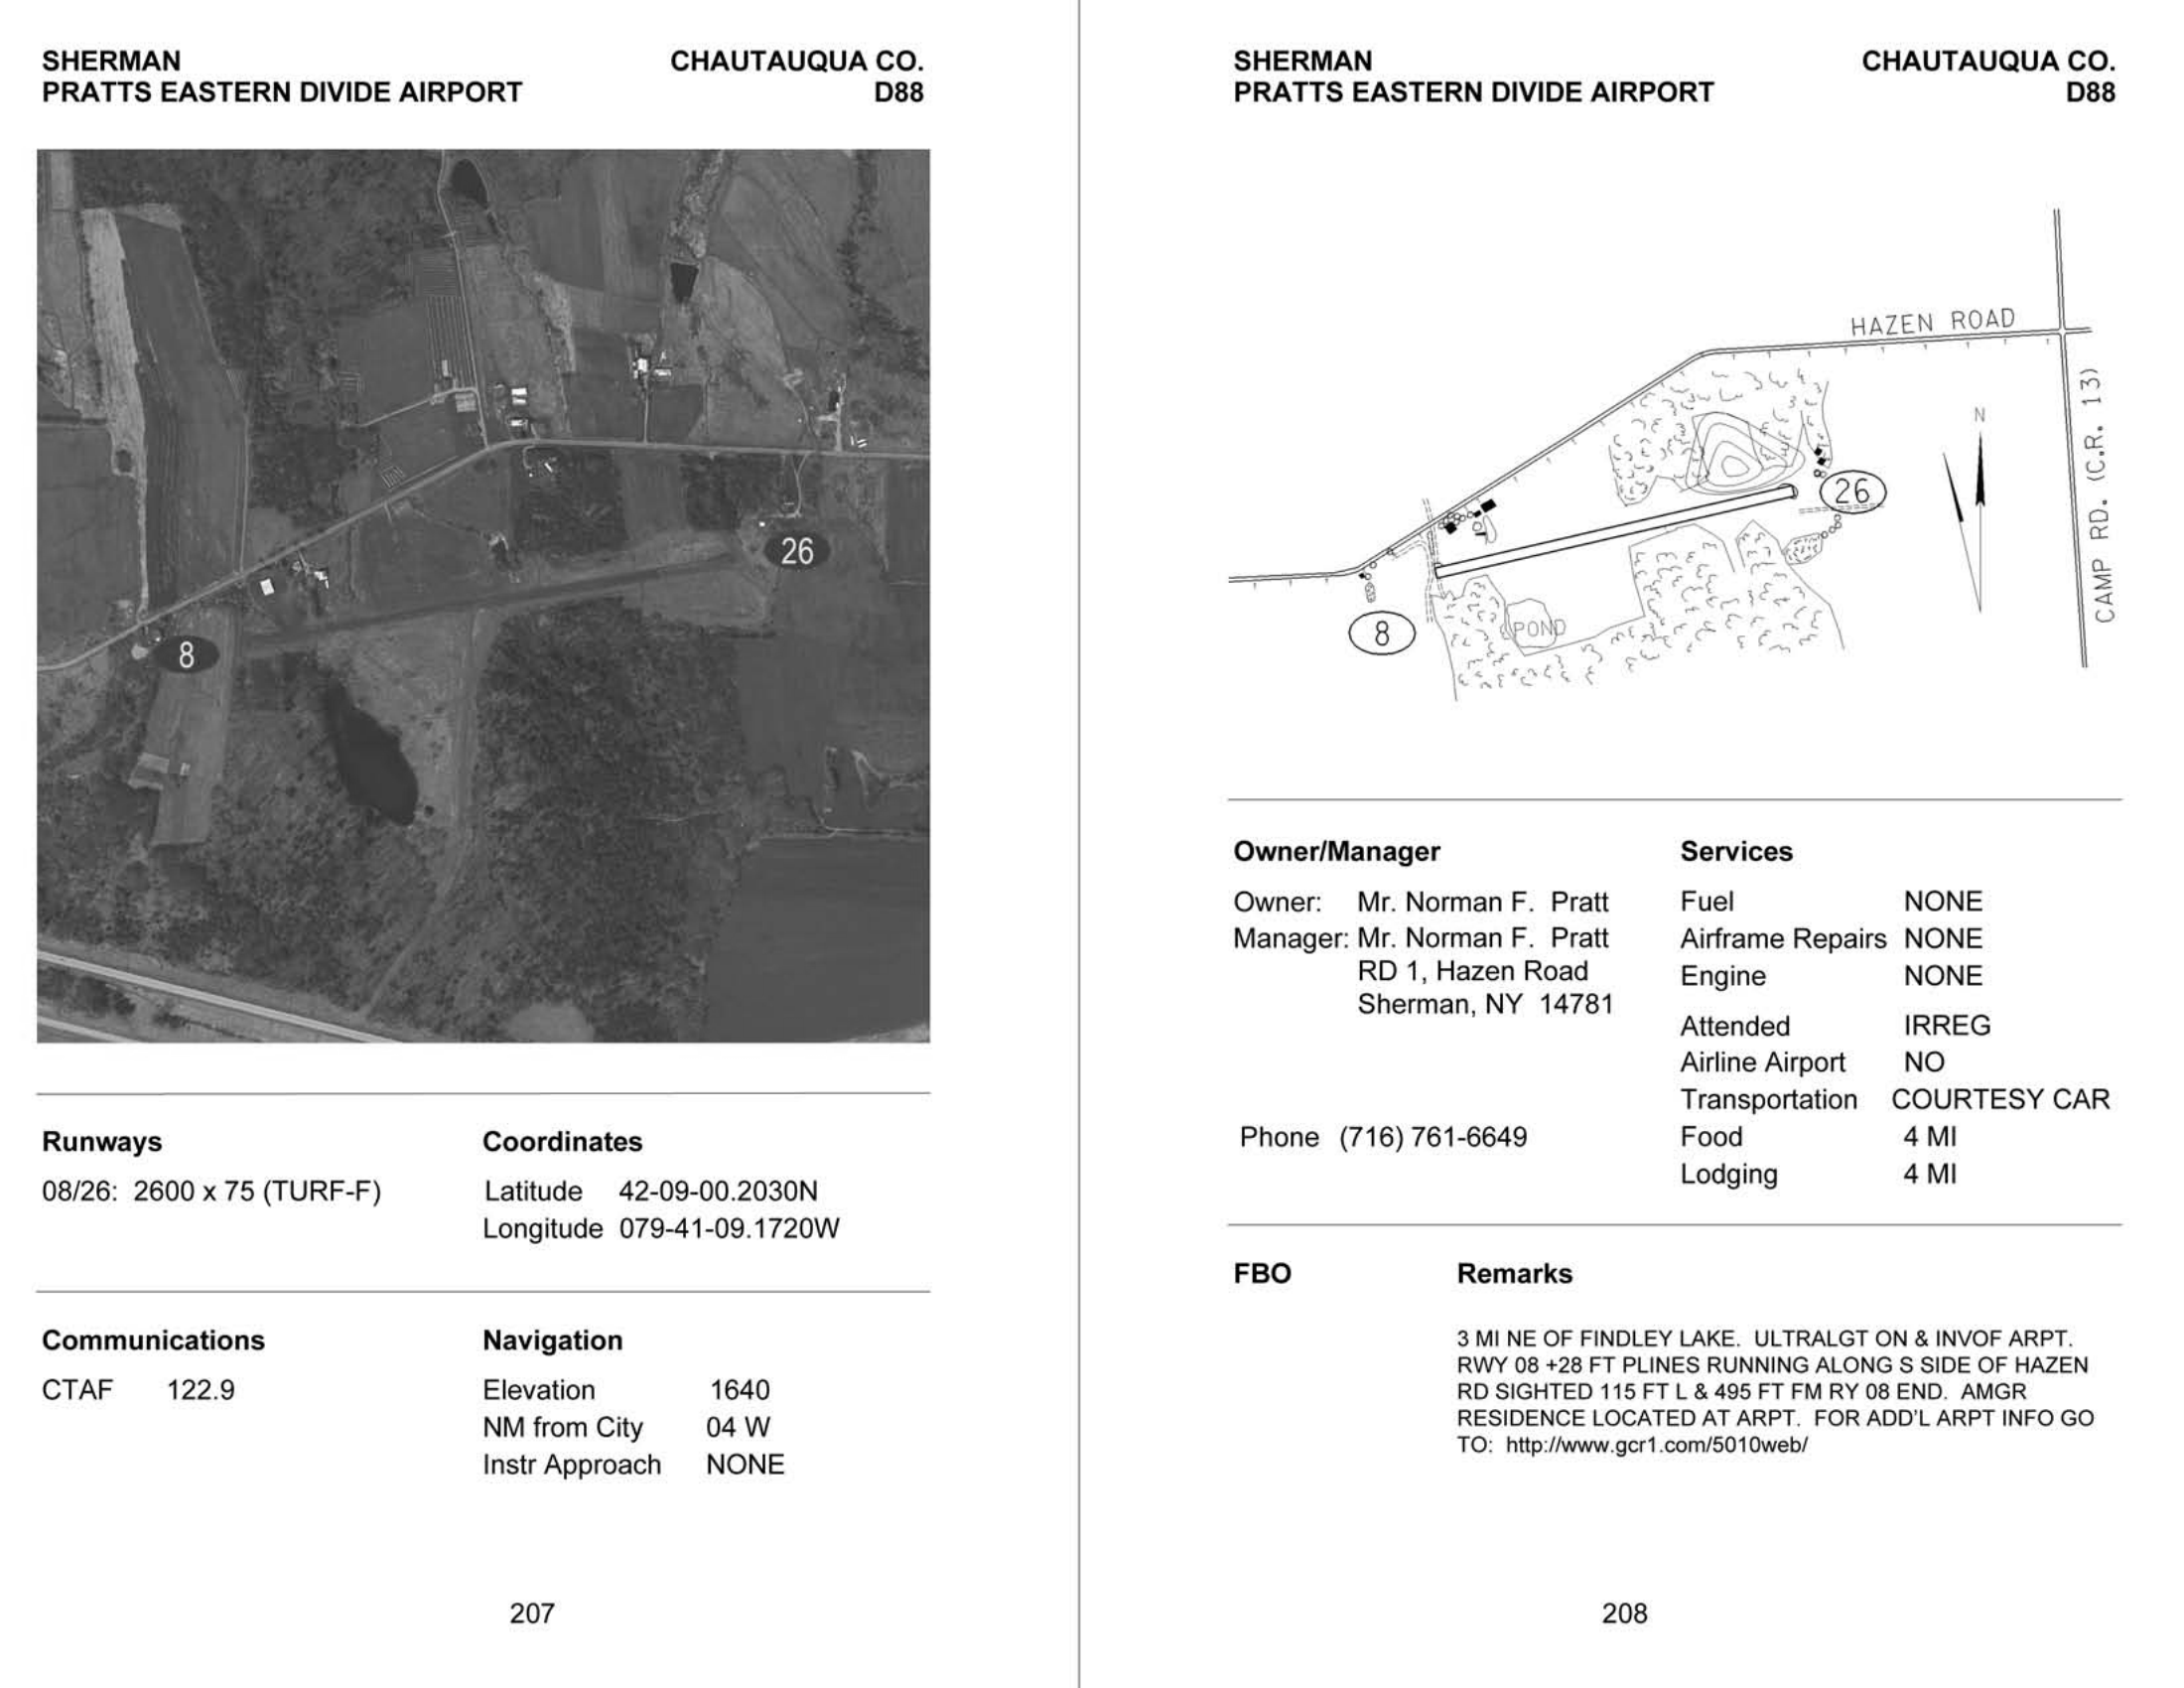 SHERMAN
CHAUTAUQUA CO.
PRATTS EASTERN DIVIDE AIRPORT
D88
26
8
Runways
08/26: 2600 x 75 (TURF-F)
Coordinates
Latitude 42-09-00.2030N
Longitude 079-41-09.1720W
Communications
CTAF 122.9
Navigation
Elevation 1640
NM from City 04 W
Instr Approach NONE
207
SHERMAN
CHAUTAUQUA CO.
PRATTS EASTERN DIVIDE AIRPORT
D88
HAZEN ROAD
N
CAMP RD. (C.R. 13)
26
8
POND
Owner/Manager
Owner: Mr. Norman F. Pratt
Manager: Mr. Norman F. Pratt
RD 1, Hazen Road
Sherman, NY 14781
Phone (716) 761-6649
Services
Fuel NONE
Airframe Repairs NONE
Engine NONE
Attended IRREG
Airline Airport NO
Transportation COURTESY CAR
Food 4 MI
Lodging 4 MI
FBO
Remarks
3 MI NE OF FINDLEY LAKE. ULTRALGT ON & INVOF ARPT.
RWY 08 +28 FT PLINES RUNNING ALONG S SIDE OF HAZEN
RD SIGHTED 115 FT L & 495 FT FM RY 08 END. AMGR
RESIDENCE LOCATED AT ARPT. FOR ADD'L ARPT INFO GO
TO: http://www.gcr1.com/5010web/
208